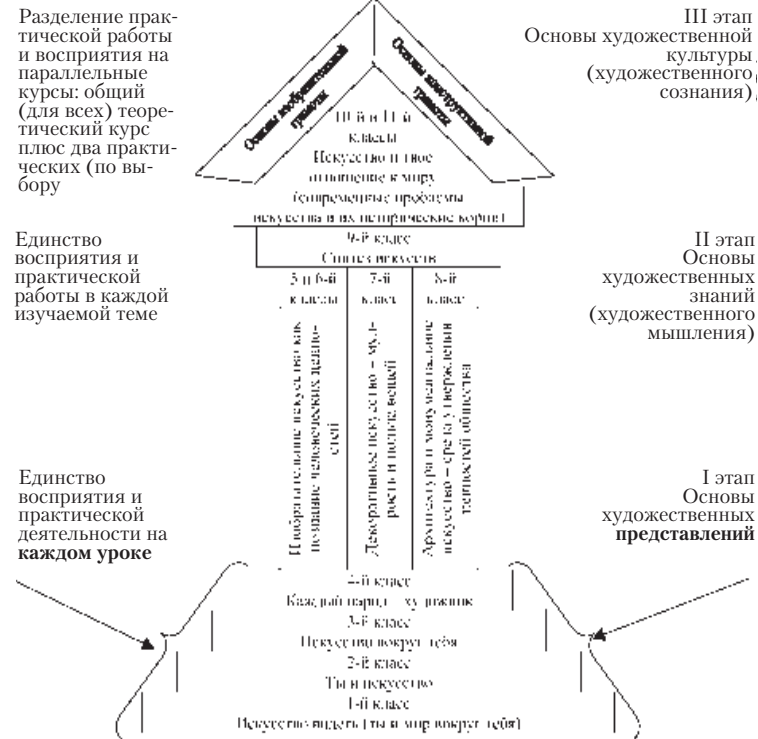 Разделение прак-
тической работы
и восприятия на
параллельные
курсы: общий
(для всех) теоре-
тический курс
плюс два практи-
ческих (по вы-
бору
III этап
Основы художественной
культуры
(художественного
сознания)
Основы изобразительной
грамоты
Основы конструктивной
грамоты
10-й и 11-й
классы
Искусство и твое
отношение к миру
(современные проблемы
искусства и их исторические корни)
Единство
восприятия и
практической
работы в каждой
изучаемой теме
9-й класс
Синтез искусств
II этап
Основы
художественных
знаний
(художественного
мышления)
5 и 6-й
классы
7-й
класс
8-й
класс
Изобразительное искусство как
познание человеческих ценно-
стей
Декоративное искусство – муд-
рость и польза вещей
Архитектура и монументальное
искусство – среда утверждения
ценностей общества
Единство
восприятия и
практической
деятельности на
каждом уроке
I этап
Основы
художественных
представлений
4-й класс
Каждый народ – художник
3-й класс
Искусство вокруг тебя
2-й класс
Ты и искусство
1-й класс
Искусство видеть (ты и мир вокруг тебя)